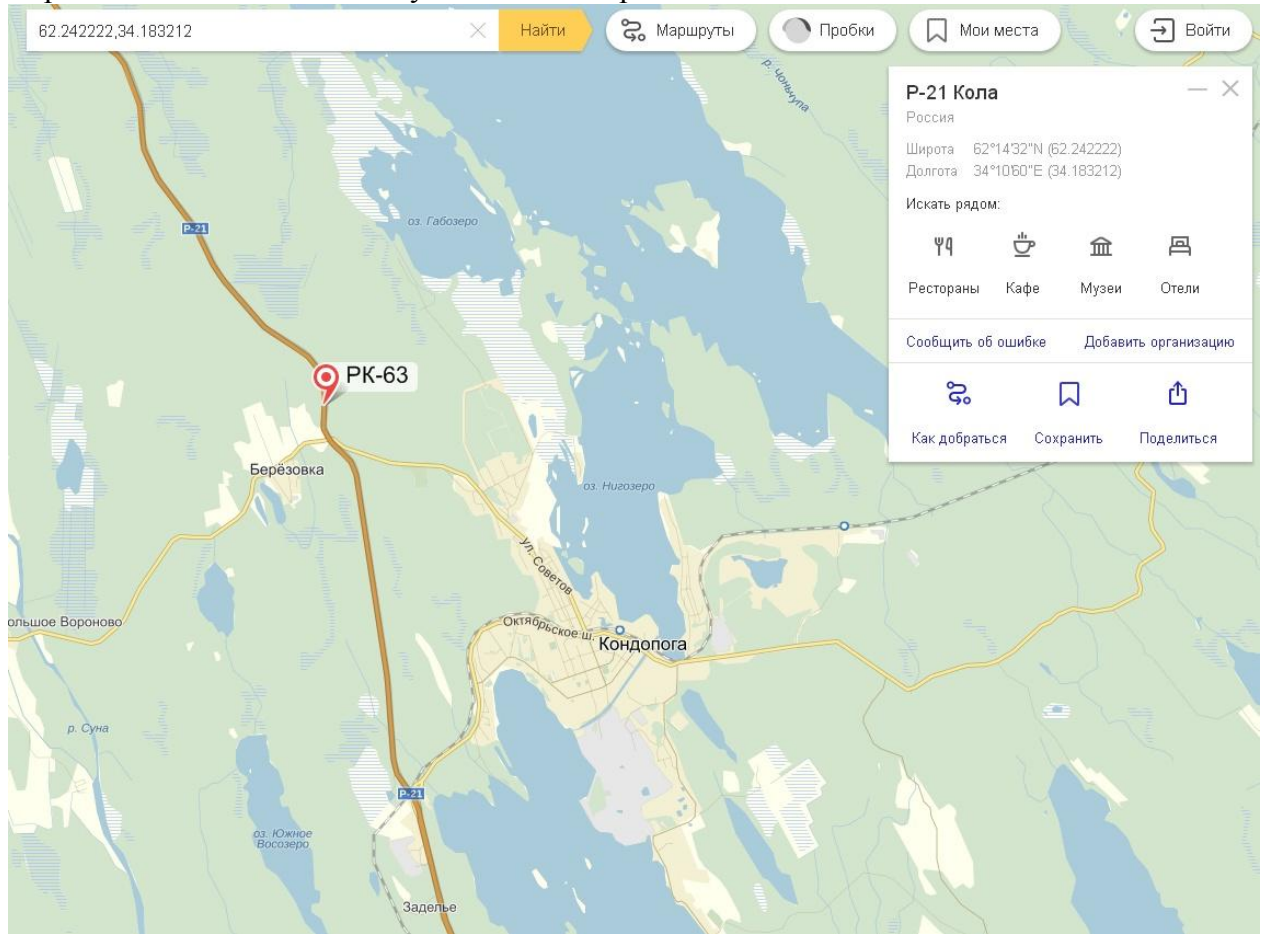 62.242222,34.183212
Найти
Маршруты
Пробки
Мои места
Войти
р. Чоньчупа
Р-21 Кола
Россия
Широта 62°14'32"N (62.242222)
Долгота 34°10'60"E (34.183212)
Искать рядом:
Рестораны
Кафе
Музеи
Отели
Сообщить об ошибке
Добавить организацию
Как добраться
Сохранить
Поделиться
оз. Габозеро
Р-21
РК-63
Берёзовка
оз. Нигозеро
ул. Советов
ольшое Вороново
Октябрьское ш.
Кондопога
р. Суна
Р-21
оз. Южное
Восозеро
Заделье